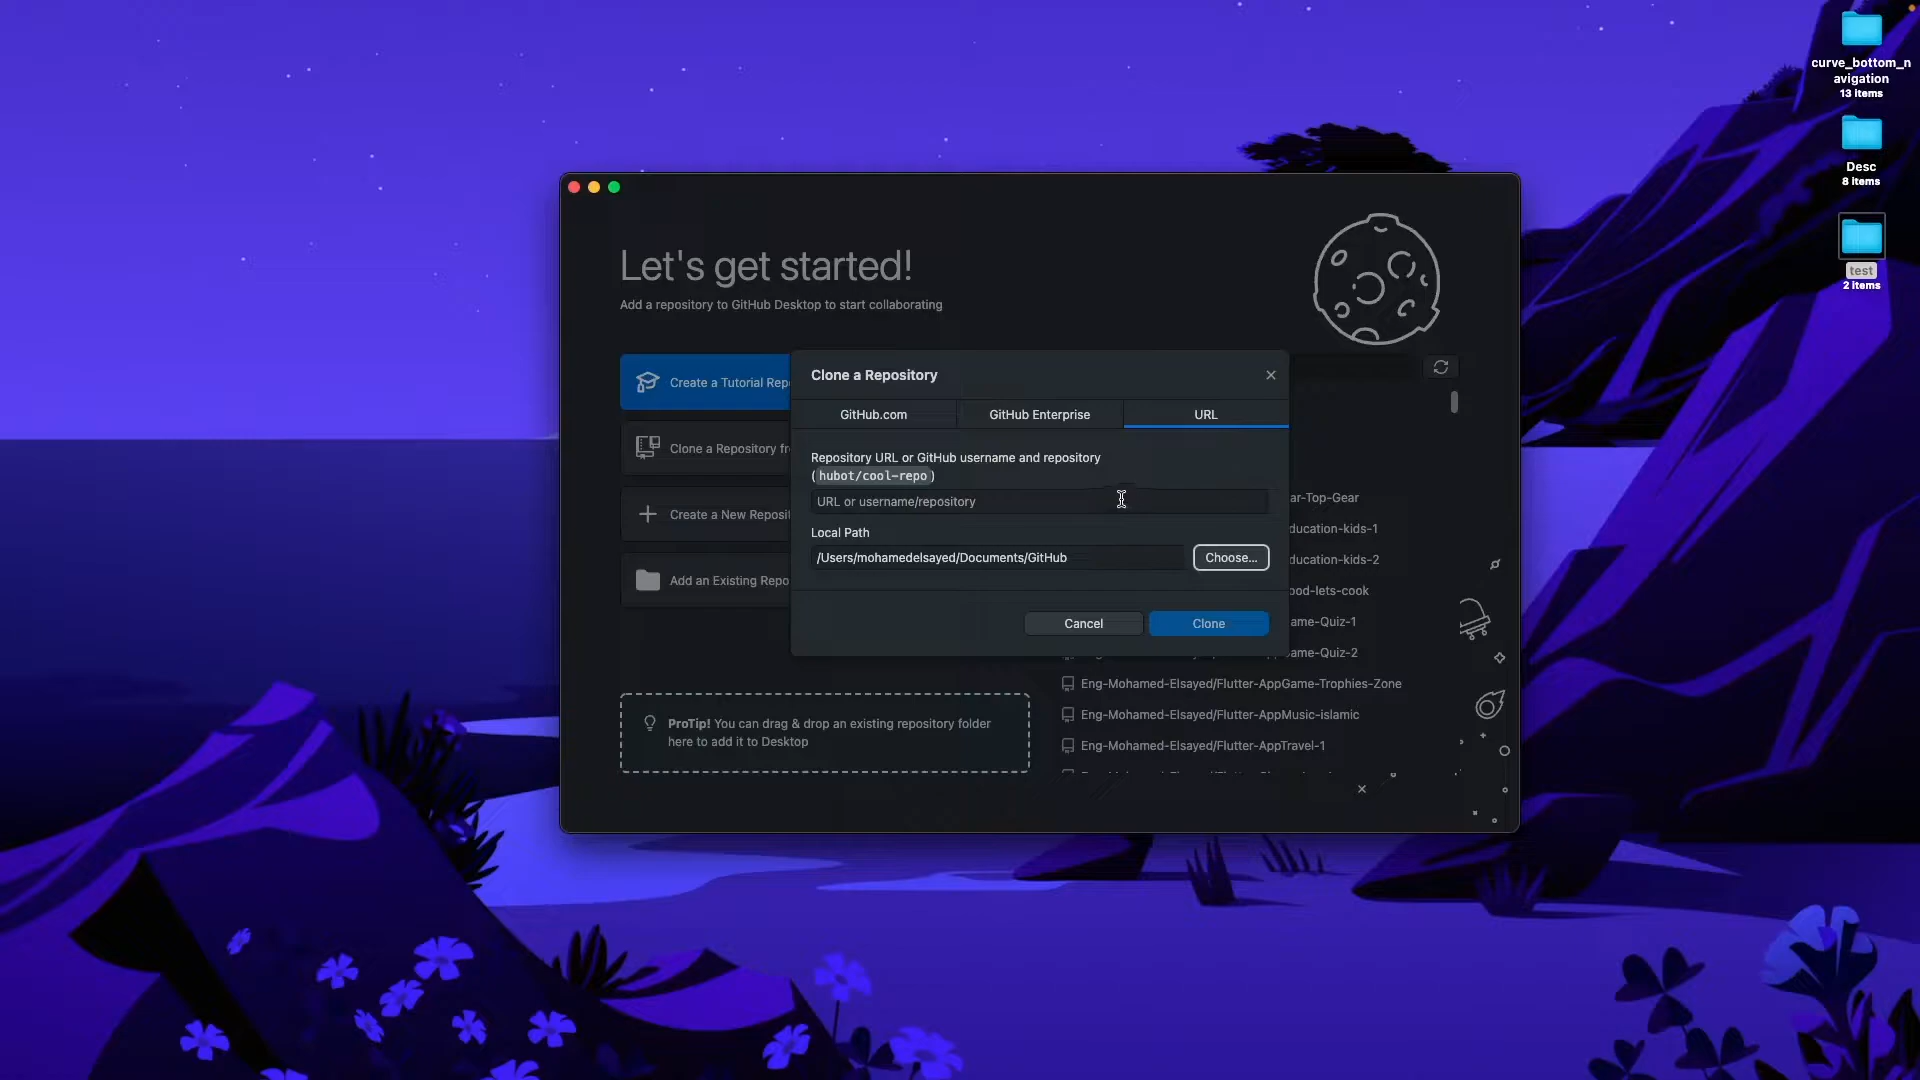 curve_bottom_n
avigation
13 items
Desc
8 items
test
2 items
Let's get started!
Add a repository to GitHub Desktop to start collaborating
Create a Tutorial Rep
Clone a Repository fr
Create a New Reposit
Add an Existing Repo
Clone a Repository
GitHub.com
GitHub Enterprise
URL
Repository URL or GitHub username and repository
(hubot/cool-repo)
URL or username/repository
Local Path
/Users/mohamedelsayed/Documents/GitHub
Choose...
Cancel
Clone
ar-Top-Gear
ducation-kids-1
ducation-kids-2
ood-lets-cook
ame-Quiz-1
ame-Quiz-2
Eng-Mohamed-Elsayed/Flutter-AppGame-Trophies-Zone
Eng-Mohamed-Elsayed/Flutter-AppMusic-islamic
Eng-Mohamed-Elsayed/Flutter-AppTravel-1
ProTip! You can drag & drop an existing repository folder
here to add it to Desktop